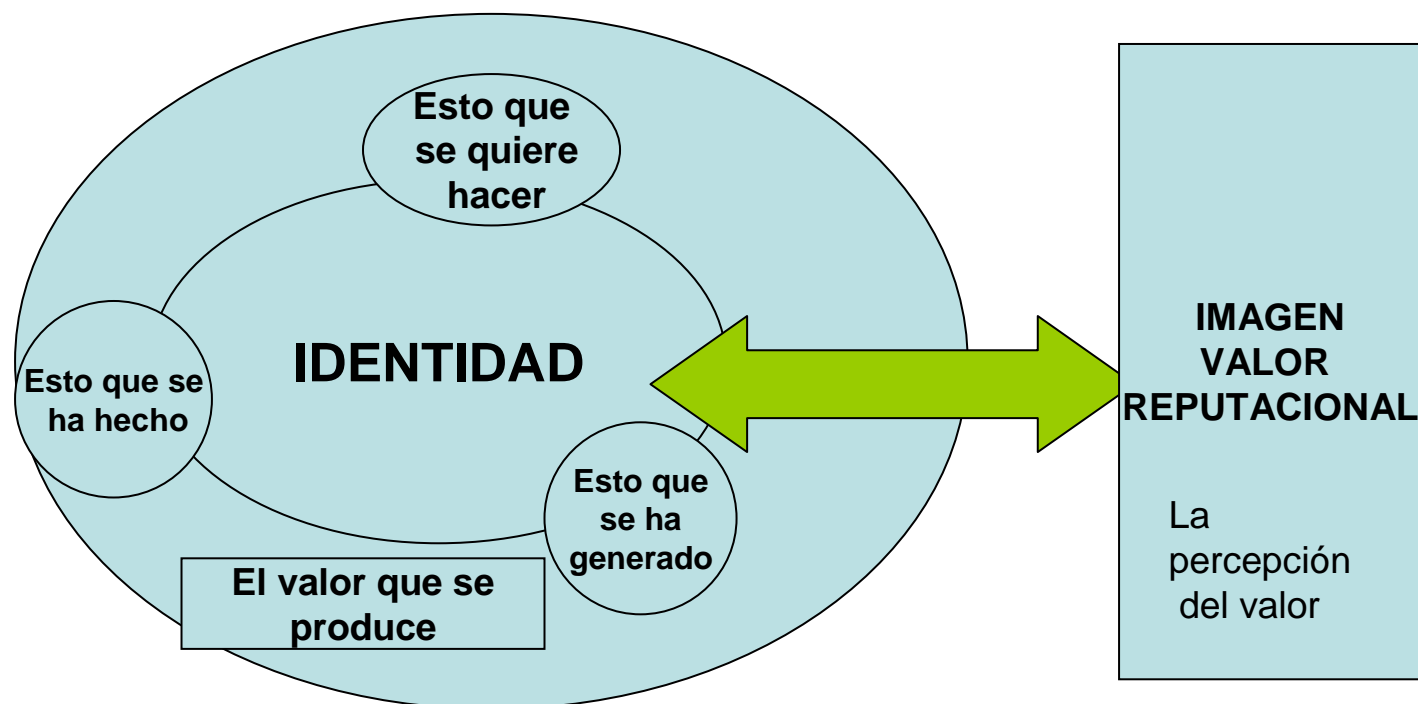 Esto que
se quiere
hacer
IDENTIDAD
Esto que se
ha hecho
Esto que
se ha
generado
El valor que se
produce
IMAGEN
VALOR
REPUTACIONAL
La
percepción
del valor